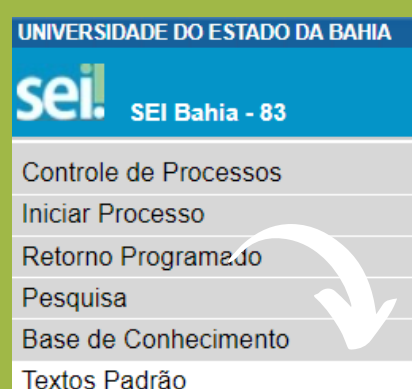 UNIVERSIDADE DO ESTADO DA BAHIA
sei!
SEI Bahia - 83
Controle de Processos
Iniciar Processo
Retorno Programado
Pesquisa
Base de Conhecimento
Textos Padrão